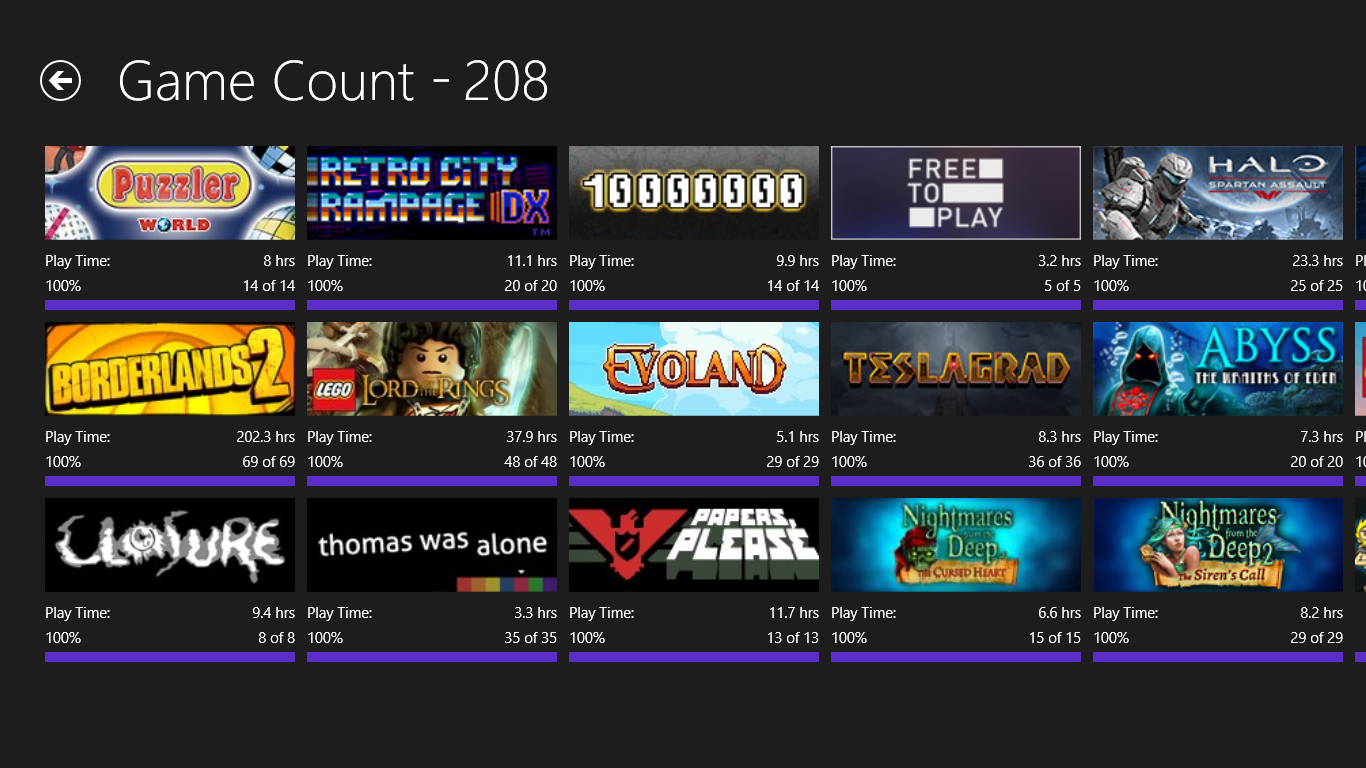 Game Count - 208
Puzzler
WORLD
Play Time: 8 hrs
100% 14 of 14
RETRO CITY
RAMPAGE DX
TM
Play Time: 11.1 hrs
100% 20 of 20
10000000
Play Time: 9.9 hrs
100% 14 of 14
FREE
TO
PLAY
Play Time: 3.2 hrs
100% 5 of 5
HALO
SPARTAN ASSAULT
Play Time: 23.3 hrs
100% 25 of 25
BORDERLANDS 2
Play Time: 202.3 hrs
100% 69 of 69
LEGO
LORD OF THE RINGS
Play Time: 37.9 hrs
100% 48 of 48
EVOLAND
Play Time: 5.1 hrs
100% 29 of 29
TESLAGRAD
Play Time: 8.3 hrs
100% 36 of 36
ABYSS
THE WRAITHS OF EDEN
Play Time: 7.3 hrs
100% 20 of 20
CLOSURE
Play Time: 9.4 hrs
100% 8 of 8
thomas was alone
Play Time: 3.3 hrs
100% 35 of 35
PAPERS,
PLEASE
Play Time: 11.7 hrs
100% 13 of 13
Nightmares
from the
Deep
The CURSED HEART
Play Time: 6.6 hrs
100% 15 of 15
Nightmares
from the
Deep 2
The Siren's Call
Play Time: 8.2 hrs
100% 29 of 29